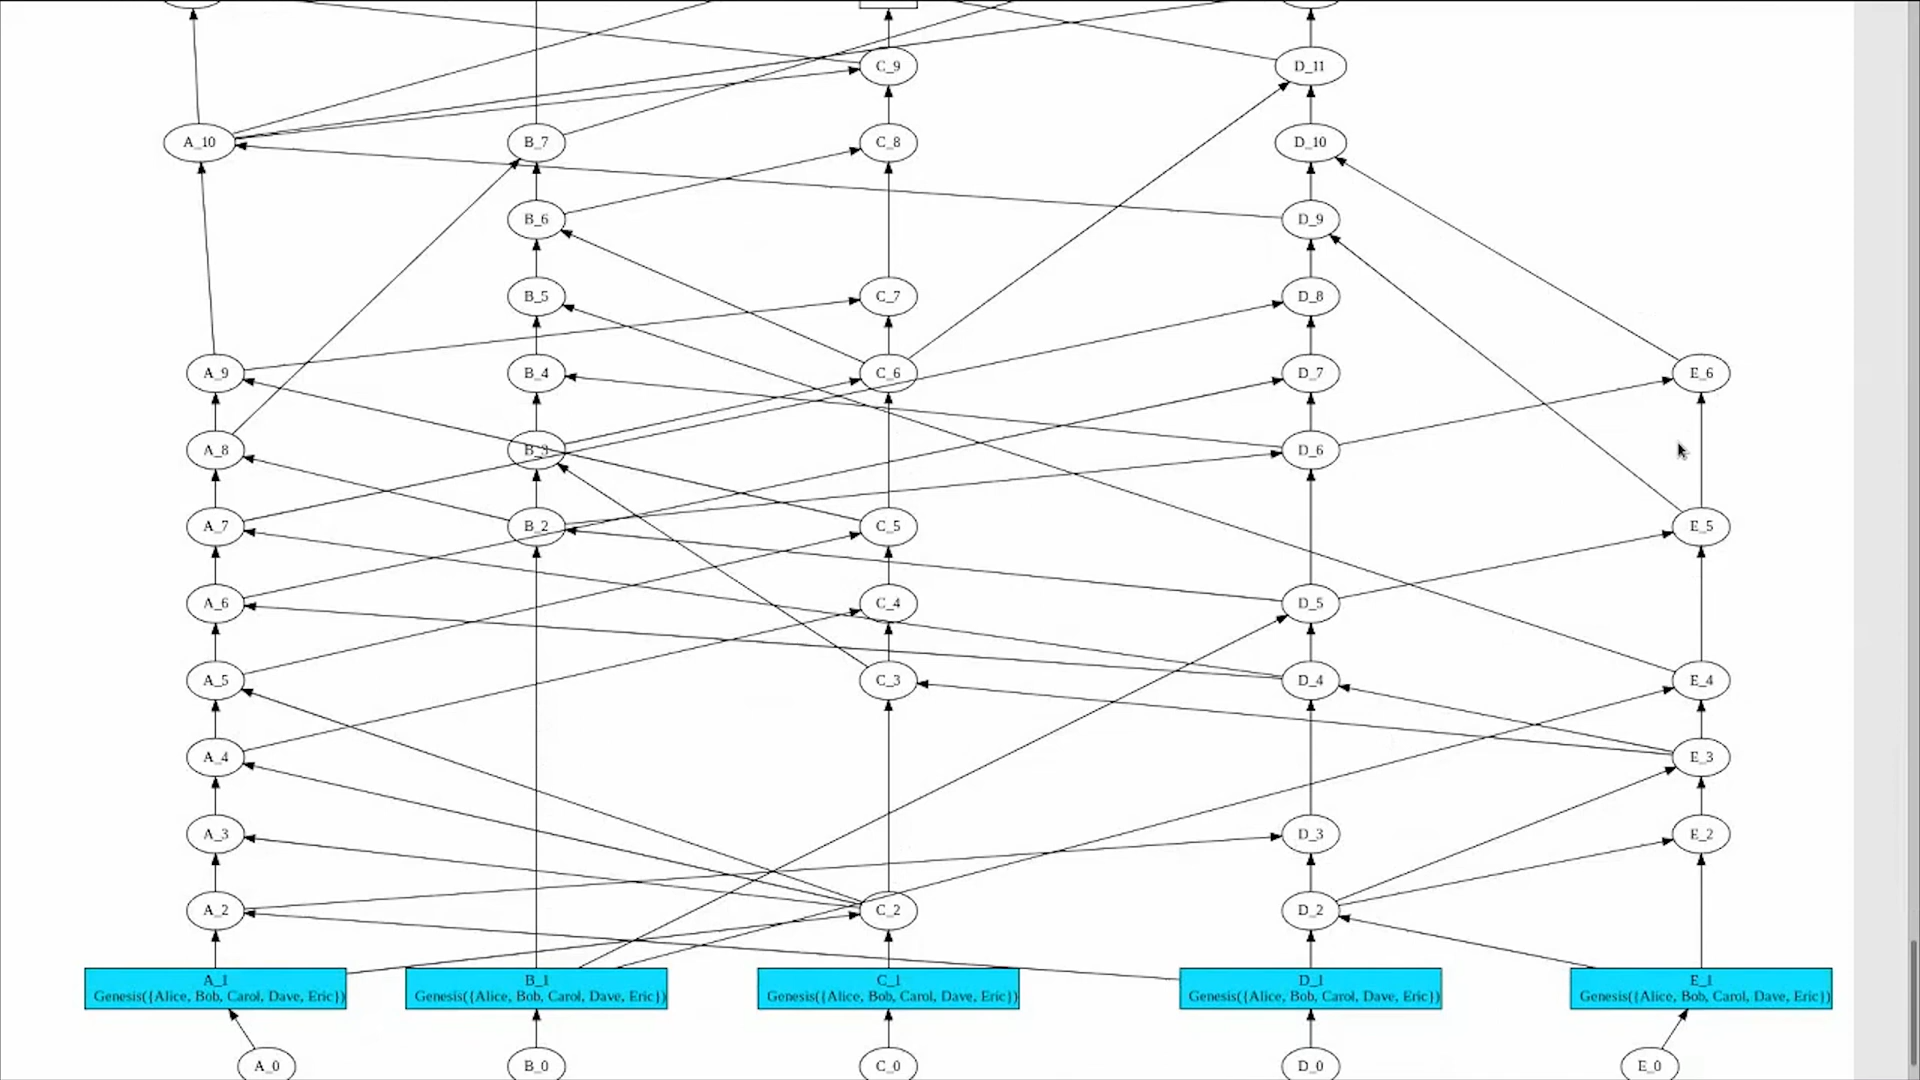 C_9
D_11
A_10
B_7
C_8
D_10
B_6
D_9
B_5
C_7
D_8
A_9
B_4
C_6
D_7
E_6
A_8
B_3
D_6
A_7
B_2
C_5
E_5
A_6
C_4
D_5
A_5
C_3
D_4
E_4
A_4
E_3
A_3
D_3
E_2
A_2
C_2
D_2
A_1
Genesis({Alice, Bob, Carol, Dave, Eric})
B_1
Genesis({Alice, Bob, Carol, Dave, Eric})
C_1
Genesis({Alice, Bob, Carol, Dave, Eric})
D_1
Genesis({Alice, Bob, Carol, Dave, Eric})
E_1
Genesis({Alice, Bob, Carol, Dave, Eric})
A_0
B_0
C_0
D_0
E_0